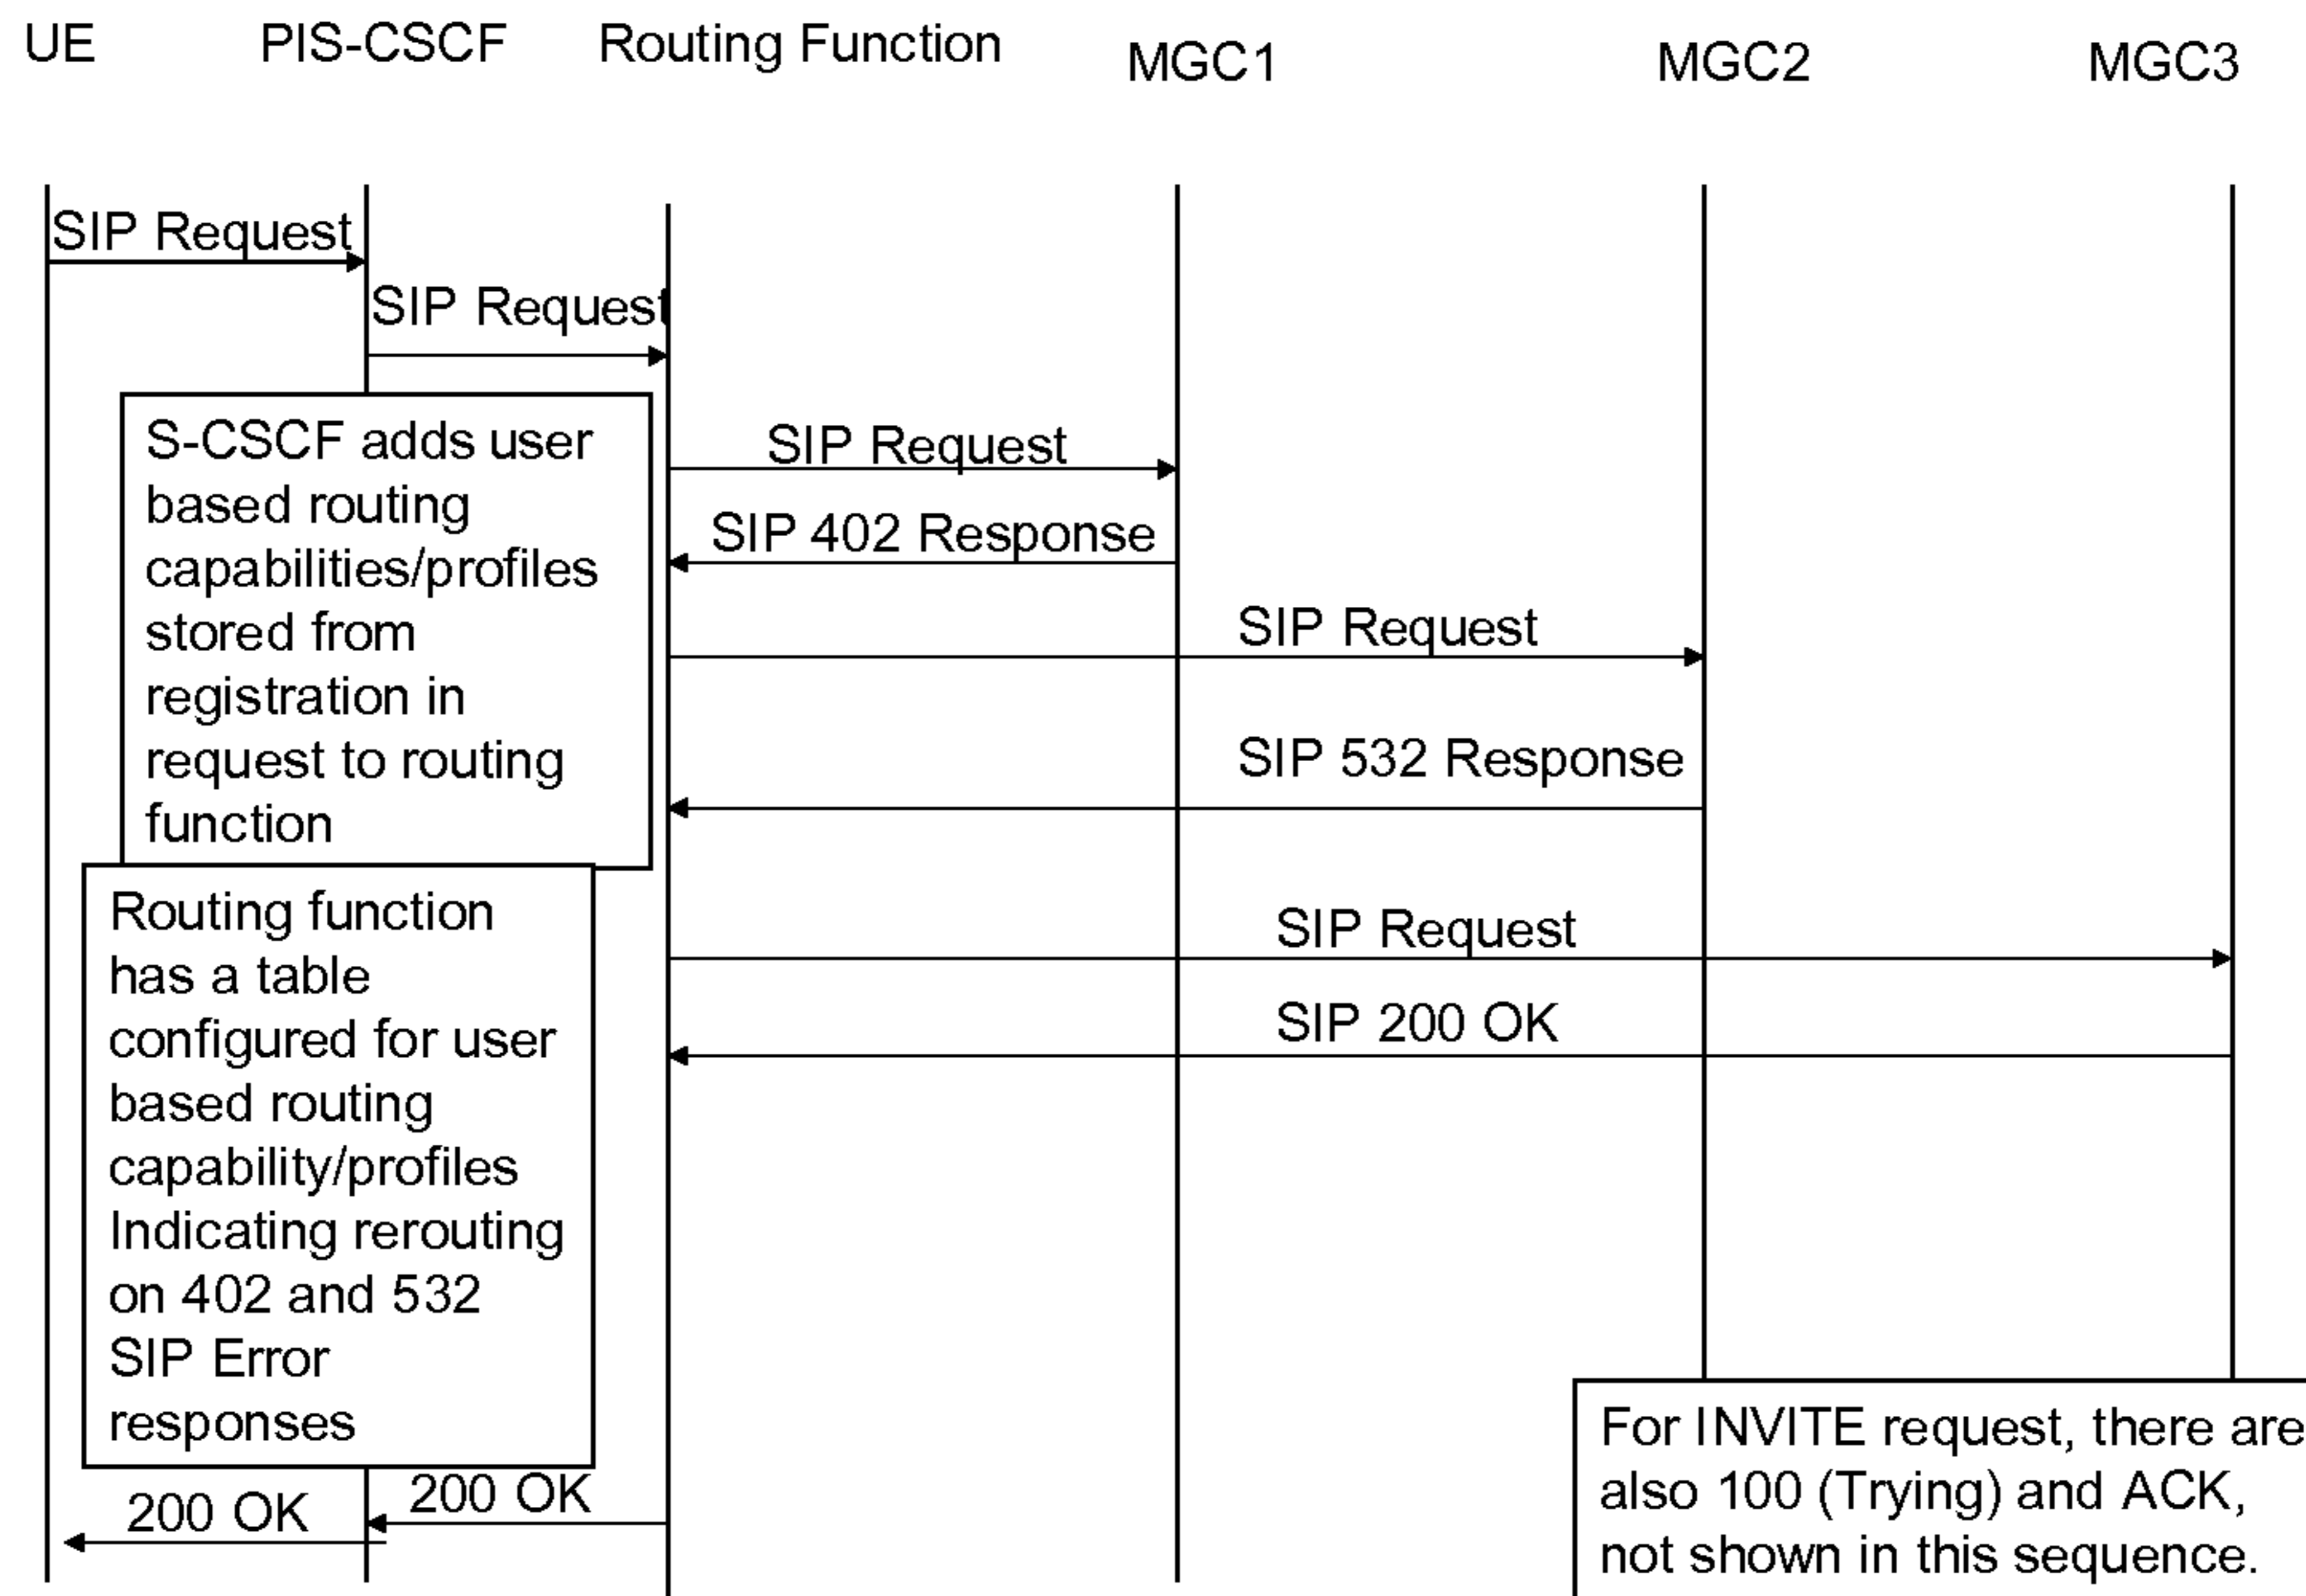 UE
PIS-CSCF
Routing Function
MGC1
MGC2
MGC3
SIP Request
SIP Request
S-CSCF adds user
based routing
capabilities/profiles
stored from
registration in
request to routing
function
SIP Request
SIP 402 Response
SIP Request
SIP 532 Response
Routing function
has a table
configured for user
based routing
capability/profiles
Indicating rerouting
on 402 and 532
SIP Error
responses
SIP Request
SIP 200 OK
200 OK
200 OK
For INVITE request, there are
also 100 (Trying) and ACK,
not shown in this sequence.